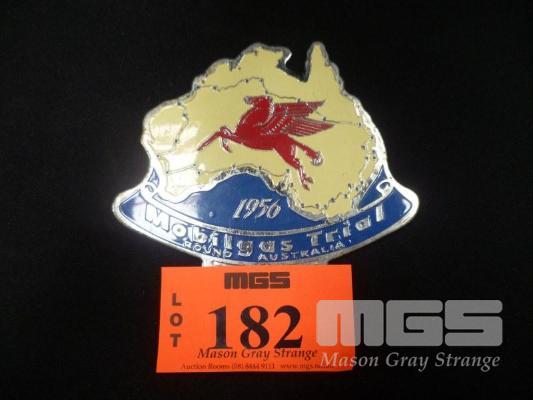 1956
Mobilgas Trial
ROUND AUSTRALIA
MGS
LOT
182
Mason Gray Strange
MGS
Mason Gray Strange